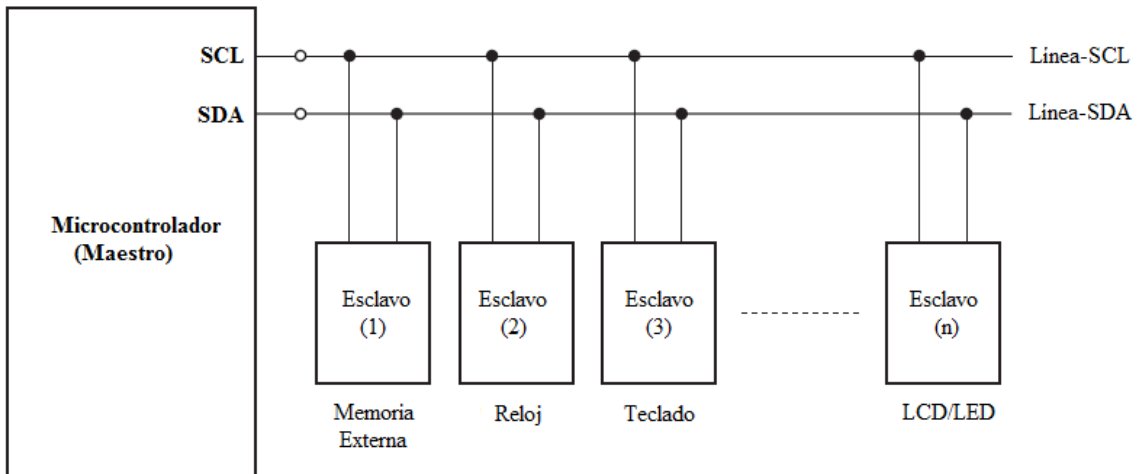 SCL
Línea-SCL
SDA
Línea-SDA
Microcontrolador
(Maestro)
Esclavo
(1)
Esclavo
(2)
Esclavo
(3)
Esclavo
(n)
Memoria
Externa
Reloj
Teclado
LCD/LED